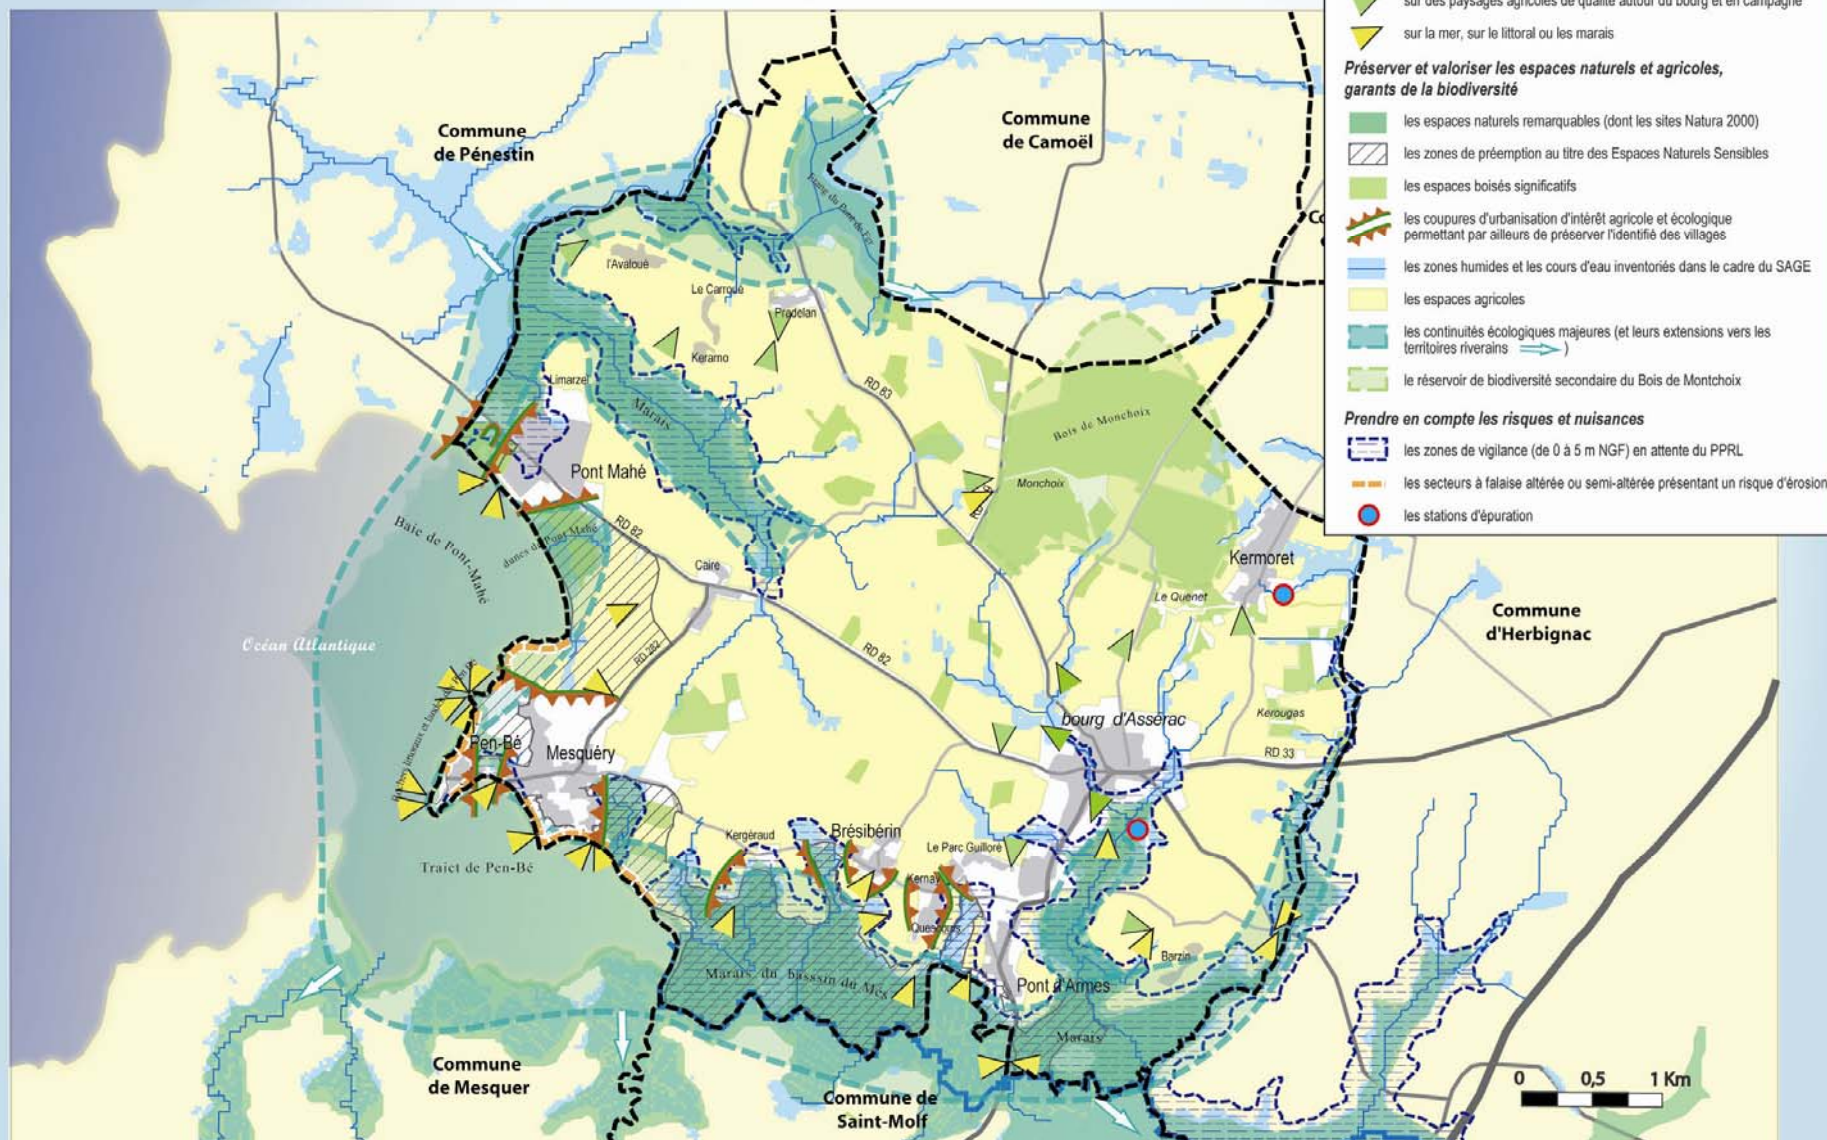 sur des paysages agricoles de qualité autour du bourg et en campagne
sur la mer, sur le littoral ou les marais
Préserver et valoriser les espaces naturels et agricoles,
garants de la biodiversité
les espaces naturels remarquables (dont les sites Natura 2000)
les zones de préemption au titre des Espaces Naturels Sensibles
les espaces boisés significatifs
les coupures d'urbanisation d'intérêt agricole et écologique
permettant par ailleurs de préserver l'identifié des villages
les zones humides et les cours d'eau inventoriés dans le cadre du SAGE
les espaces agricoles
les continuités écologiques majeures (et leurs extensions vers les
territoires riverains )
le réservoir de biodiversité secondaire du Bois de Montchoix
Prendre en compte les risques et nuisances
les zones de vigilance (de 0 à 5 m NGF) en attente du PPRL
les secteurs à falaise altérée ou semi-altérée présentant un risque d'érosion
les stations d'épuration
Commune
de Pénestin
Commune
de Camoël
Co
l'Avaloué
Le Carroué
Pradelan
Keramo
Limarzel
RD 83
Marais
Bois de Monchoix
Pont Mahé
Monchoix
Baie de Pont-Mahé
dunes de Pont Mahé
RD 82
Caire
Kermoret
Le Quenet
Commune
d'Herbignac
Océan Atlantique
RD 282
RD 82
Kerougas
bourg d'Assérac
RD 33
Pen-Bé
Mesquéry
Traict de Pen-Bé
Kergéraud
Brésibérin
Le Parc Guilloré
Kernay
Barzin
Marais du basssin du Mès
Pont d'Armes
Marais
Commune
de Mesquer
Commune de
Saint-Molf
0 0,5 1 Km